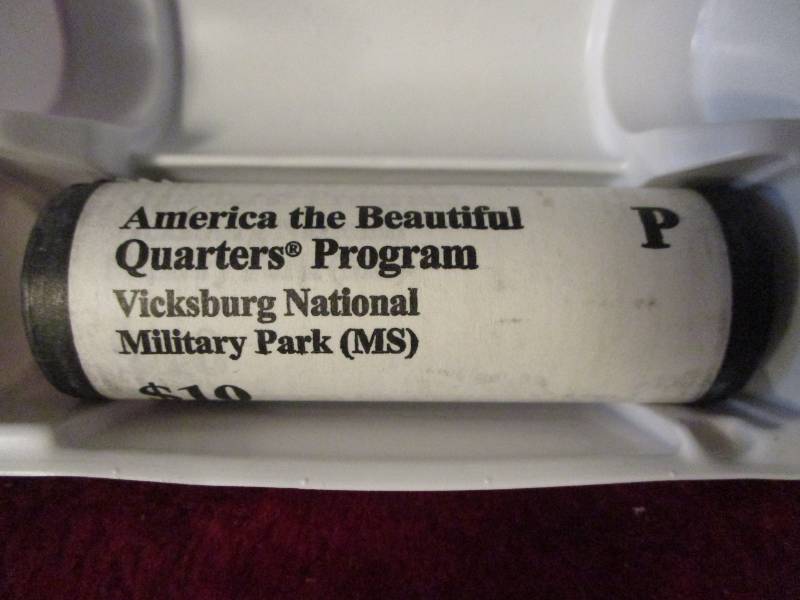 America the Beautiful
Quarters® Program
P
Vicksburg National
Military Park (MS)
$10